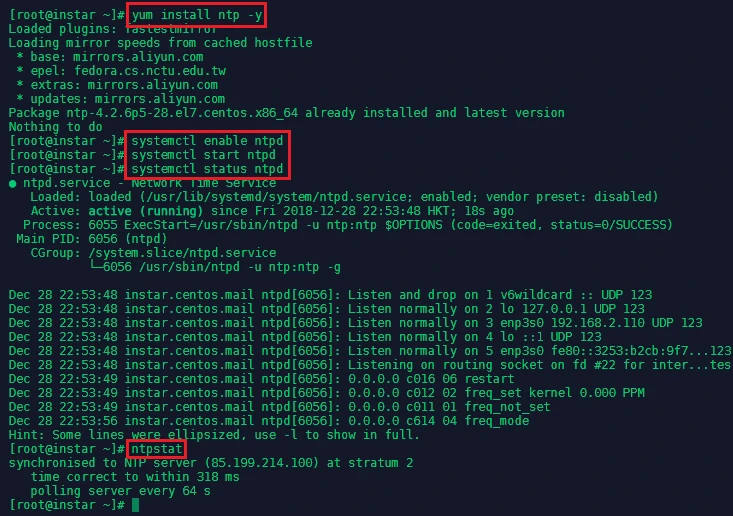 [root@instar ~]# yum install ntp -y
Loaded plugins: fastestmirror
Loading mirror speeds from cached hostfile
 * base: mirrors.aliyun.com
 * epel: fedora.cs.nctu.edu.tw
 * extras: mirrors.aliyun.com
 * updates: mirrors.aliyun.com
Package ntp-4.2.6p5-28.el7.centos.x86_64 already installed and latest version
Nothing to do
[root@instar ~]# systemctl enable ntpd
[root@instar ~]# systemctl start ntpd
[root@instar ~]# systemctl status ntpd
● ntpd.service - Network Time Service
   Loaded: loaded (/usr/lib/systemd/system/ntpd.service; enabled; vendor preset: disabled)
   Active: active (running) since Fri 2018-12-28 22:53:48 HKT; 18s ago
  Process: 6055 ExecStart=/usr/sbin/ntpd -u ntp:ntp $OPTIONS (code=exited, status=0/SUCCESS)
 Main PID: 6056 (ntpd)
   CGroup: /system.slice/ntpd.service
           └─6056 /usr/sbin/ntpd -u ntp:ntp -g

Dec 28 22:53:48 instar.centos.mail ntpd[6056]: Listen and drop on 1 v6wildcard :: UDP 123
Dec 28 22:53:48 instar.centos.mail ntpd[6056]: Listen normally on 2 lo 127.0.0.1 UDP 123
Dec 28 22:53:48 instar.centos.mail ntpd[6056]: Listen normally on 3 enp3s0 192.168.2.110 UDP 123
Dec 28 22:53:48 instar.centos.mail ntpd[6056]: Listen normally on 4 lo ::1 UDP 123
Dec 28 22:53:48 instar.centos.mail ntpd[6056]: Listen normally on 5 enp3s0 fe80::3253:b2cb:9f7...123
Dec 28 22:53:48 instar.centos.mail ntpd[6056]: Listening on routing socket on fd #22 for inter...tes
Dec 28 22:53:49 instar.centos.mail ntpd[6056]: 0.0.0.0 c016 06 restart
Dec 28 22:53:49 instar.centos.mail ntpd[6056]: 0.0.0.0 c012 02 freq_set kernel 0.000 PPM
Dec 28 22:53:49 instar.centos.mail ntpd[6056]: 0.0.0.0 c011 01 freq_not_set
Dec 28 22:53:56 instar.centos.mail ntpd[6056]: 0.0.0.0 c614 04 freq_mode
Hint: Some lines were ellipsized, use -l to show in full.
[root@instar ~]# ntpstat
synchronised to NTP server (85.199.214.100) at stratum 2
   time correct to within 318 ms
   polling server every 64 s
[root@instar ~]#